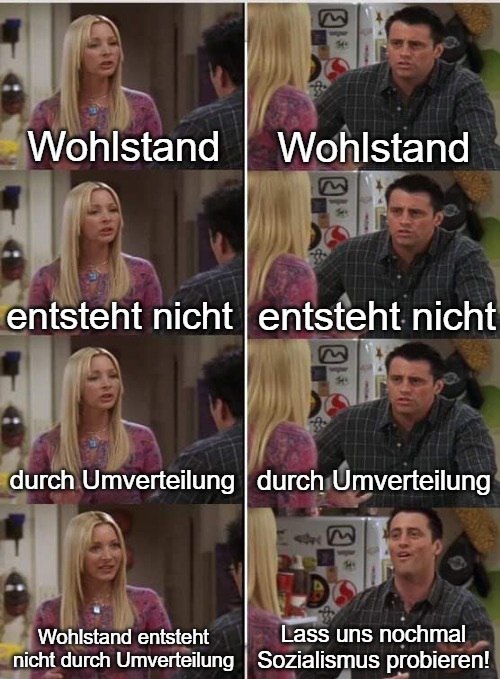 Wohlstand
Wohlstand
entsteht nicht
entsteht nicht
durch Umverteilung
durch Umverteilung
Wohlstand entsteht
nicht durch Umverteilung
Lass uns nochmal
Sozialismus probieren!